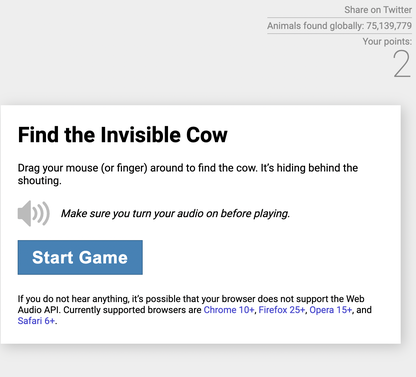 Share on Twitter
Animals found globally: 75,139,779
Your points:
2
Find the Invisible Cow
Drag your mouse (or finger) around to find the cow. It's hiding behind the
shouting.
Make sure you turn your audio on before playing.
Start Game
If you do not hear anything, it's possible that your browser does not support the Web
Audio API. Currently supported browsers are Chrome 10+, Firefox 25+, Opera 15+, and
Safari 6+.